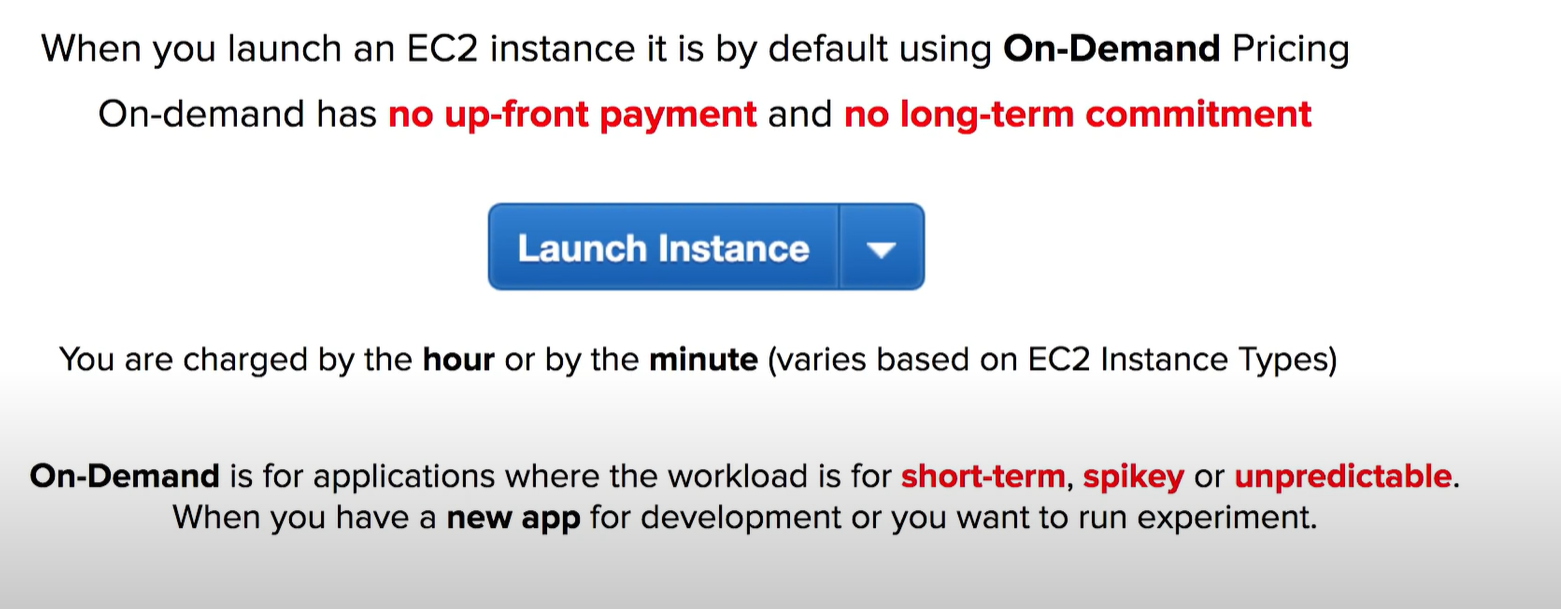 When you launch an EC2 instance it is by default using On-Demand Pricing
On-demand has no up-front payment and no long-term commitment
Launch Instance
You are charged by the hour or by the minute (varies based on EC2 Instance Types)
On-Demand is for applications where the workload is for short-term, spikey or unpredictable.
When you have a new app for development or you want to run experiment.